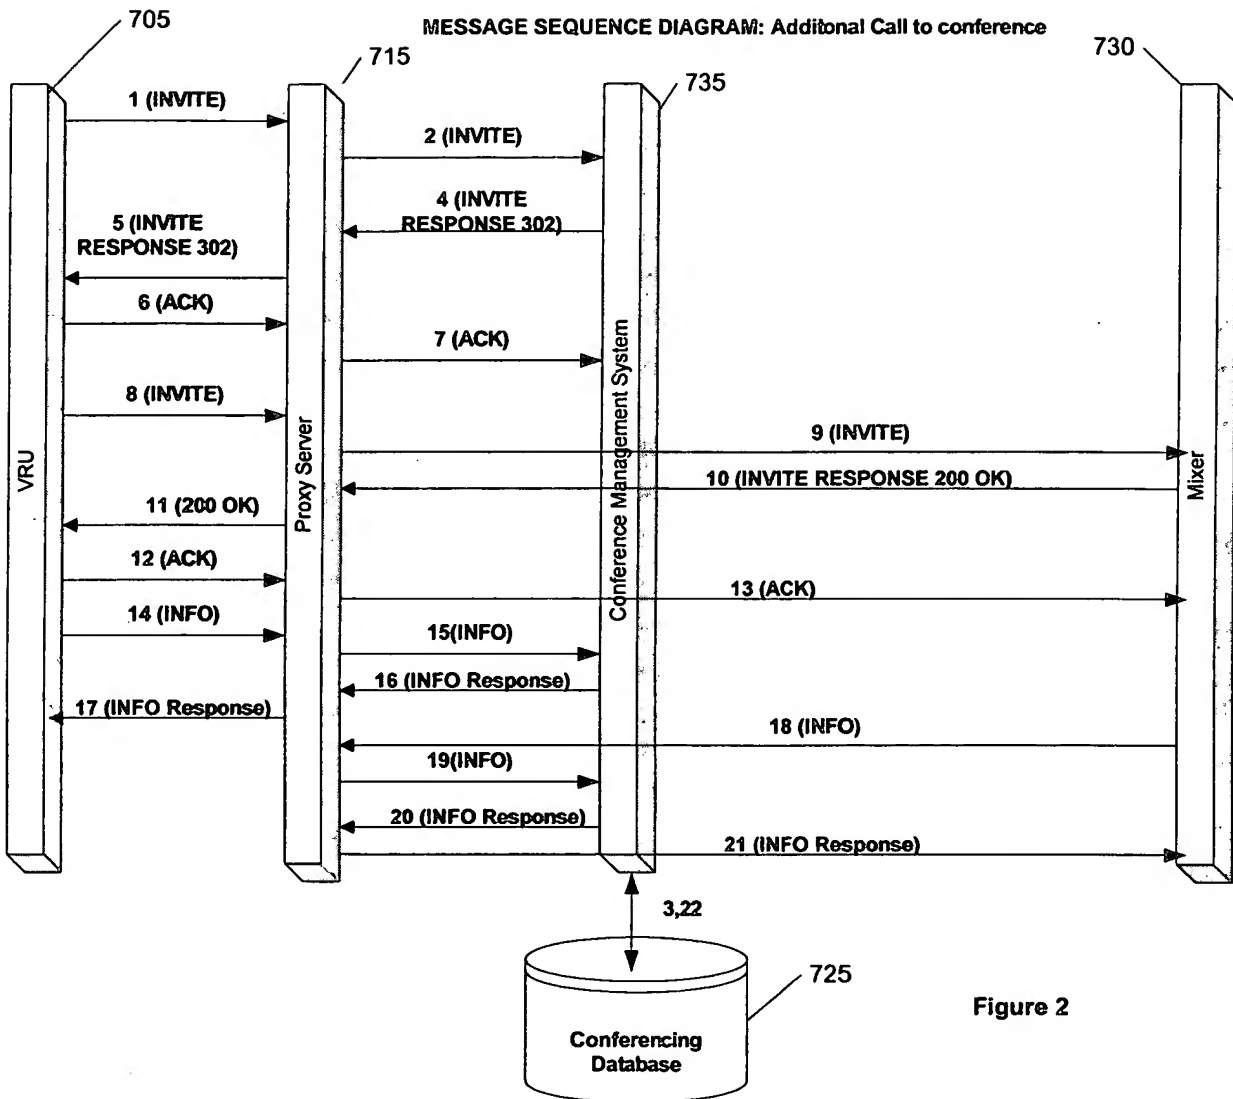 705
MESSAGE SEQUENCE DIAGRAM: Additonal Call to conference
715
735
730
1 (INVITE)
2 (INVITE)
4 (INVITE
RESPONSE 302)
5 (INVITE
RESPONSE 302)
6 (ACK)
7 (ACK)
8 (INVITE)
9 (INVITE)
10 (INVITE RESPONSE 200 OK)
11 (200 OK)
12 (ACK)
13 (ACK)
14 (INFO)
15(INFO)
16 (INFO Response)
17 (INFO Response)
18 (INFO)
19(INFO)
20 (INFO Response)
21 (INFO Response)
VRU
Proxy Server
Conference Management System
Mixer
3,22
725
Conferencing
Database
Figure 2